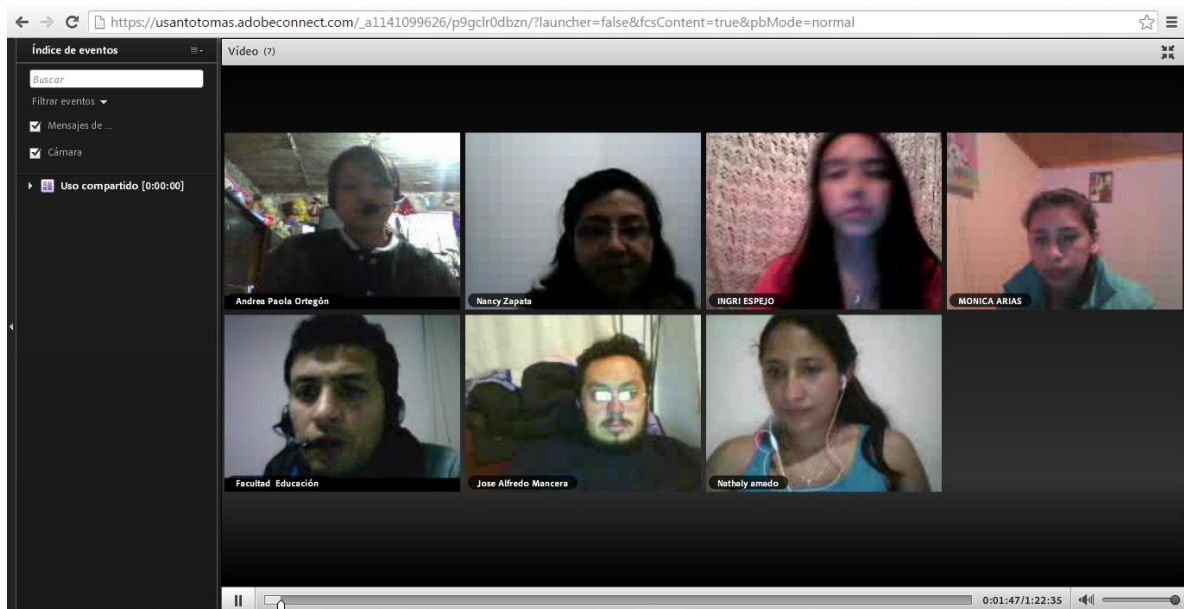 https://usantotomas.adobeconnect.com/_a1141099626/p9gclr0dbzn/?launcher=false&fcsContent=true&pbMode=normal
Índice de eventos
Buscar
Filtrar eventos
Mensajes de ...
Cámara
Uso compartido [0:00:00]
Vídeo (7)
Andrea Paola Ortegón
Nancy Zapata
INGRI ESPEJO
MONICA ARIAS
Facultad Educación
Jose Alfredo Mancera
Nathaly amado
0:01:47/1:22:35